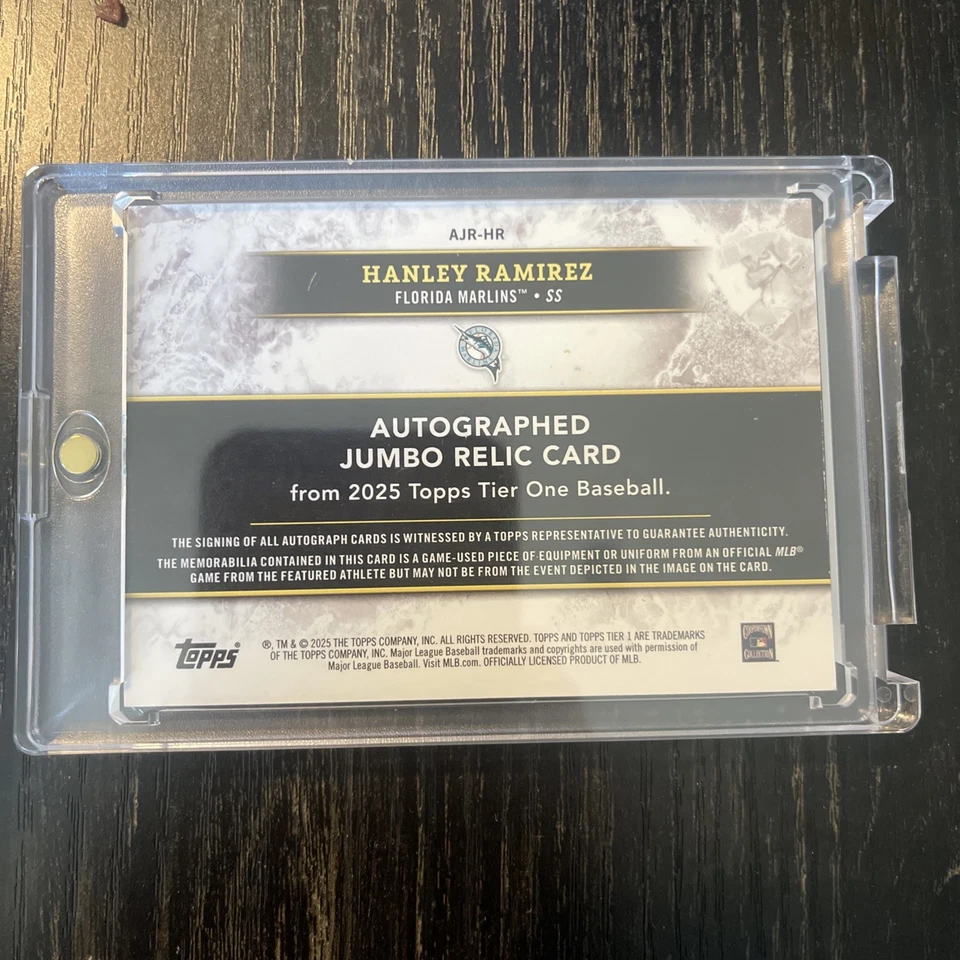 AJR-HR
HANLEY RAMIREZ
FLORIDA MARLINS™ • SS
AUTOGRAPHED
JUMBO RELIC CARD
from 2025 Topps Tier One Baseball.
THE SIGNING OF ALL AUTOGRAPH CARDS IS WITNESSED BY A TOPPS REPRESENTATIVE TO GUARANTEE AUTHENTICITY.
THE MEMORABILIA CONTAINED IN THIS CARD IS A GAME-USED PIECE OF EQUIPMENT OR UNIFORM FROM AN OFFICIAL MLB®
GAME FROM THE FEATURED ATHLETE BUT MAY NOT BE FROM THE EVENT DEPICTED IN THE IMAGE ON THE CARD.
Topps®
®, TM & © 2025 THE TOPPS COMPANY, INC. ALL RIGHTS RESERVED. TOPPS AND TOPPS TIER 1 ARE TRADEMARKS
OF THE TOPPS COMPANY, INC. Major League Baseball trademarks and copyrights are used with permission of
Major League Baseball. Visit MLB.com. OFFICIALLY LICENSED PRODUCT OF MLB.
COOPERSTOWN
COLLECTION